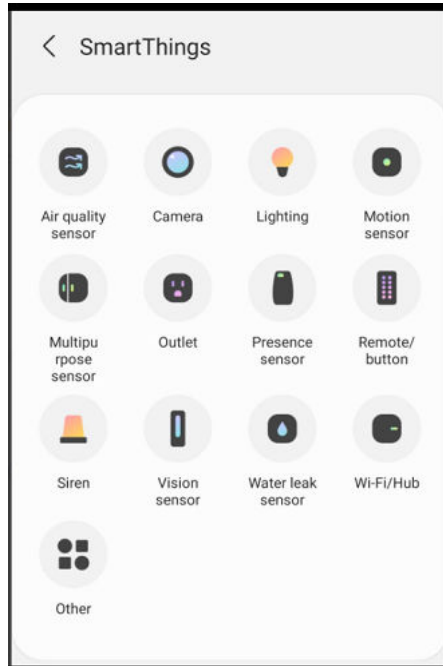 SmartThings
Air quality
sensor
Camera
Lighting
Motion
sensor
Multipu
rpose
sensor
Outlet
Presence
sensor
Remote/
button
Siren
Vision
sensor
Water leak
sensor
Wi-Fi/Hub
Other